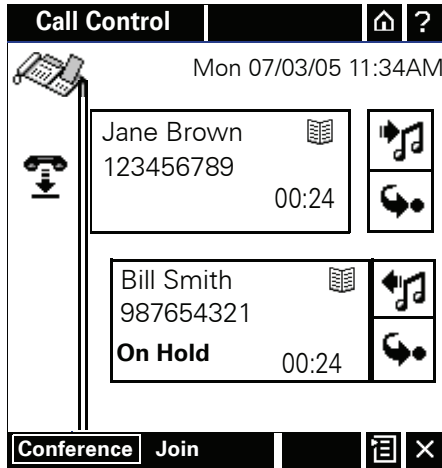 Call Control ?
Mon 07/03/05 11:34AM
Jane Brown
123456789
00:24
Bill Smith
987654321
On Hold 00:24
Conference Join